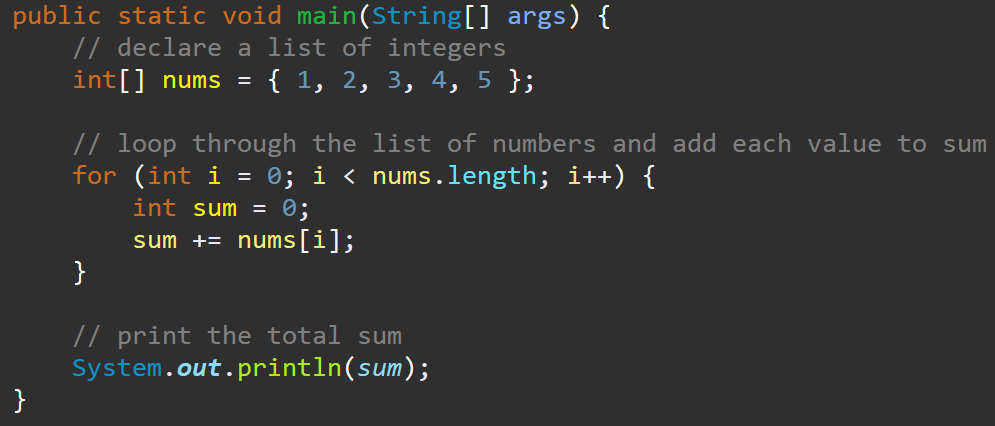 public static void main(String[] args) {
    // declare a list of integers
    int[] nums = { 1, 2, 3, 4, 5 };

    // loop through the list of numbers and add each value to sum
    for (int i = 0; i < nums.length; i++) {
        int sum = 0;
        sum += nums[i];
    }

    // print the total sum
    System.out.println(sum);
}